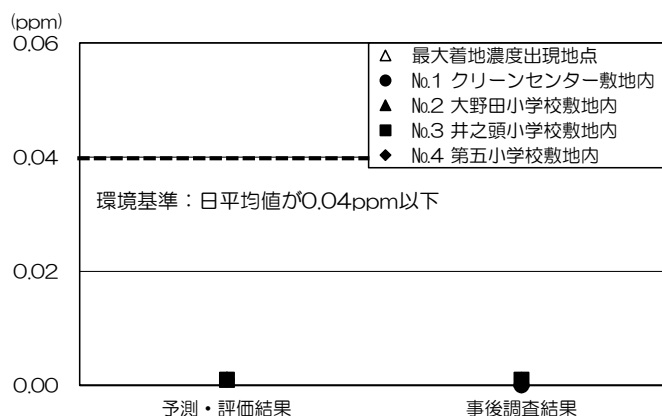 (ppm)
0.06
△ 最大着地濃度出現地点
● №1 クリーンセンター敷地内
▲ №2 大野田小学校敷地内
■ №3 井之頭小学校敷地内
◆ №4 第五小学校敷地内
0.04
環境基準：日平均値が0.04ppm以下
0.02
0.00
予測・評価結果
事後調査結果